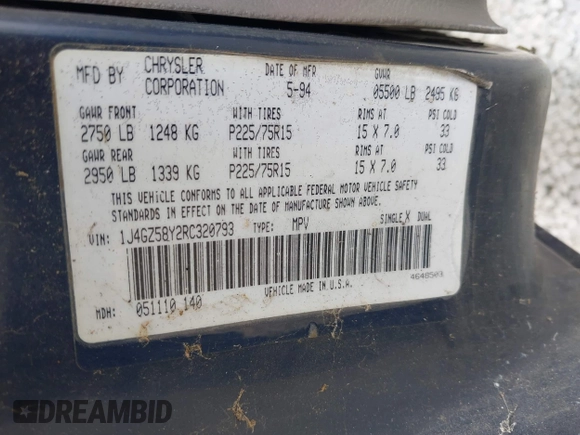 MFD BY CHRYSLER CORPORATION DATE OF MFR 5-94 GVWR 05500 LB 2495 KG
GAWR FRONT WITH TIRES RIMS AT PSI COLD
2750 LB 1248 KG P225/75R15 15 X 7.0 33
GAWR REAR WITH TIRES RIMS AT PSI COLD
2950 LB 1339 KG P225/75R15 15 X 7.0 33
THIS VEHICLE CONFORMS TO ALL APPLICABLE FEDERAL MOTOR VEHICLE SAFETY
STANDARDS IN EFFECT ON THE DATE OF MANUFACTURE SHOWN ABOVE.
VIN: 1J4GZ58Y2RC320793 TYPE: MPV SINGLE X DUAL
4648503
VEHICLE MADE IN U.S.A.
MDH: 051110 140
DREAMBID